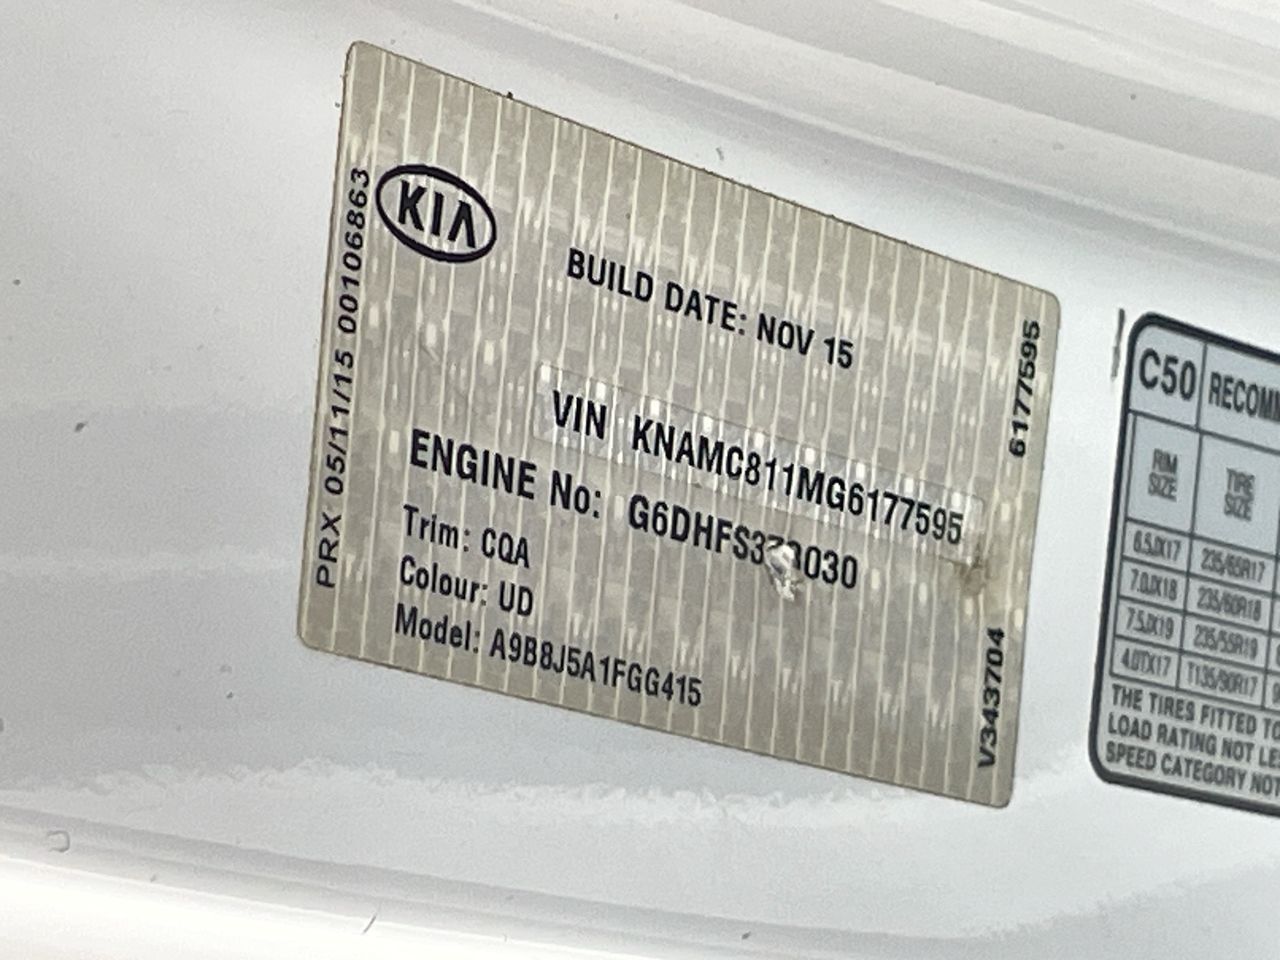 KIA
BUILD DATE: NOV 15
VIN KNAMC811MG6177595
ENGINE No:
Trim: CQA
Colour: UD
Model: A9B8J5A1FGG415
PRX 05/11/15 00106863
6177595
V343704
C50 RECOM
RIM SIZE TIRE SIZE
6.5JX17 235/65R17
7.0JX18 235/60R18
7.5JX19 235/55R19
4.0TX17 T135/90R17
THE TIRES FITTED TO
LOAD RATING NOT LE
SPEED CATEGORY NOT